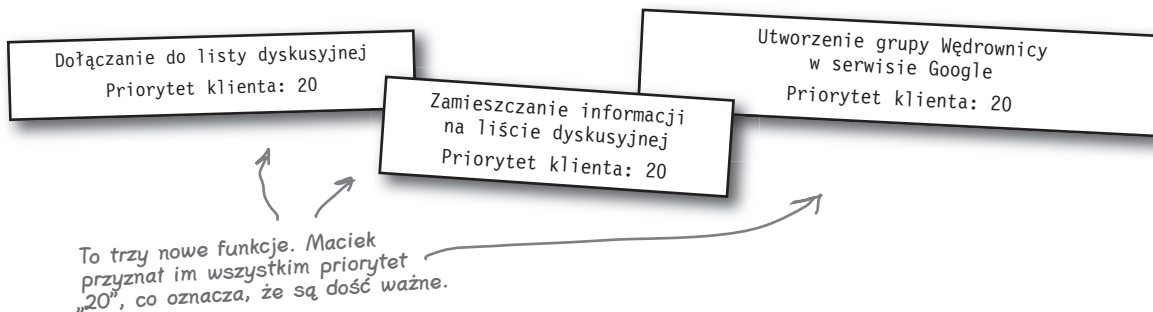 Dołączanie do listy dyskusyjnej
Priorytet klienta: 20
Zamieszczanie informacji
na liście dyskusyjnej
Priorytet klienta: 20
Utworzenie grupy Wędrownicy
w serwisie Google
Priorytet klienta: 20
To trzy nowe funkcje. Maciek
przyznał im wszystkim priorytet
„20”, co oznacza, że są dość ważne.